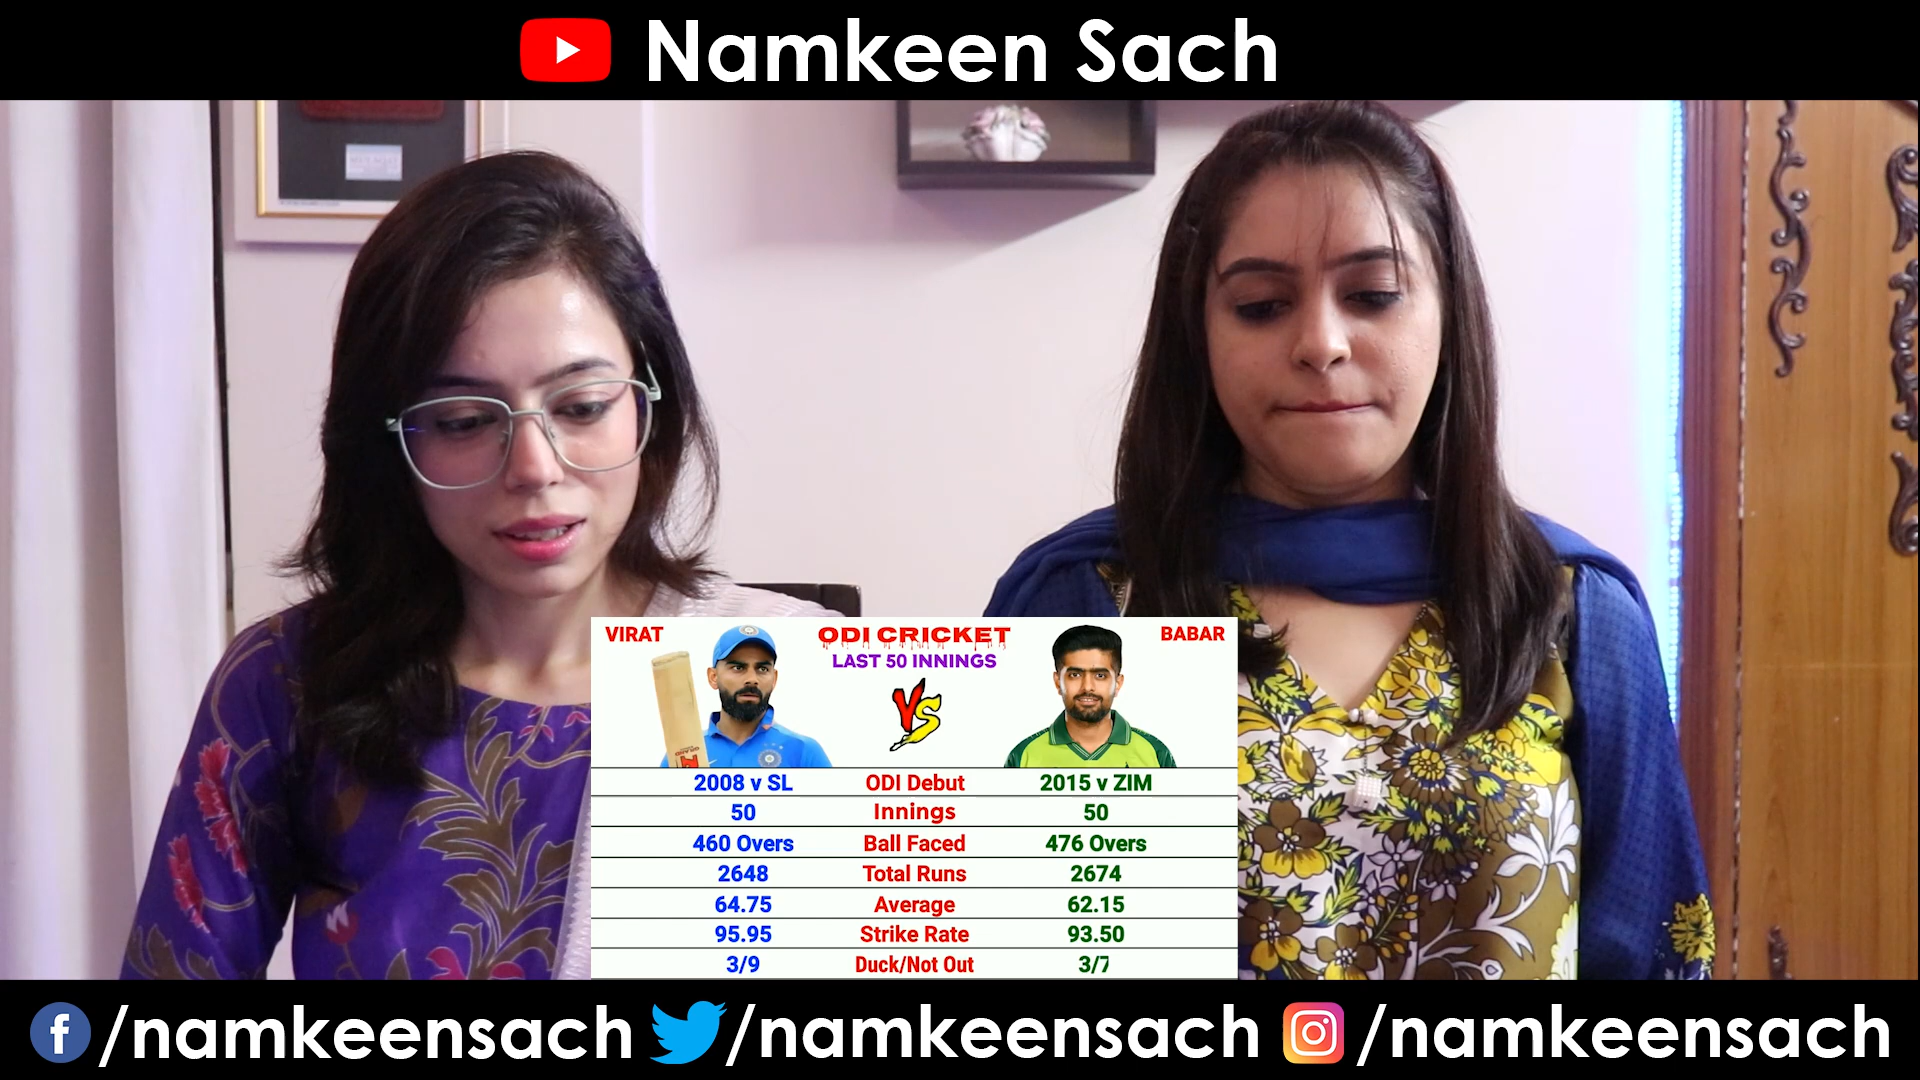 Namkeen Sach
VIRAT
ODI CRICKET
BABAR
LAST 50 INNINGS
VS
2008 v SL ODI Debut 2015 v ZIM
50 Innings 50
460 Overs Ball Faced 476 Overs
2648 Total Runs 2674
64.75 Average 62.15
95.95 Strike Rate 93.50
3/9 Duck/Not Out 3/7
/namkeensach /namkeensach /namkeensach